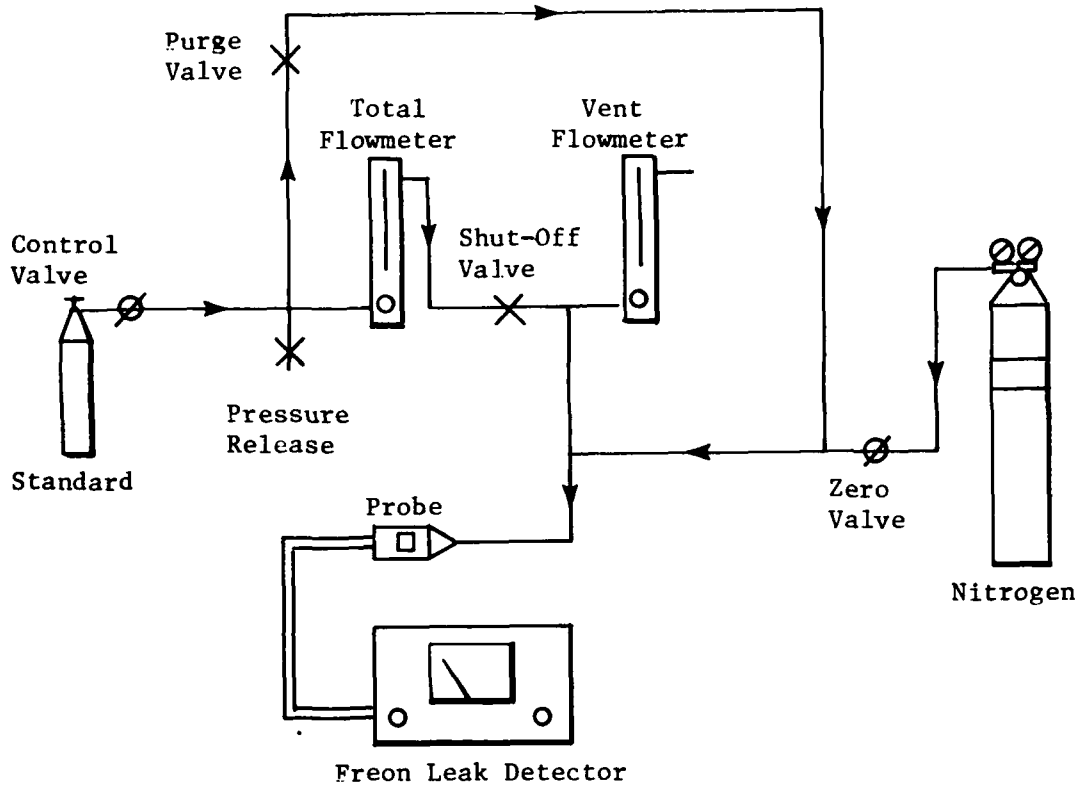 Purge
Valve
Total
Flowmeter
Vent
Flowmeter
Control
Valve
Shut-Off
Valve
Pressure
Release
Standard
Probe
Zero
Valve
Nitrogen
Freon Leak Detector